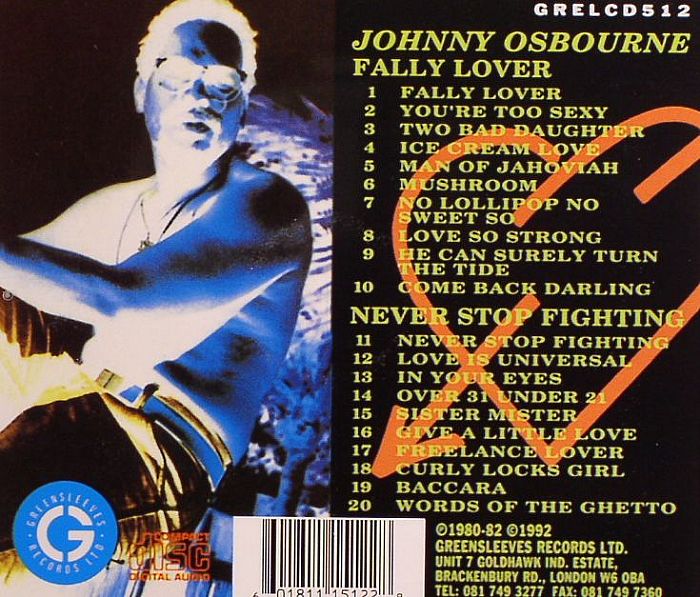 GRELCD512
JOHNNY OSBOURNE
FALLY LOVER
1 FALLY LOVER
2 YOU'RE TOO SEXY
3 TWO BAD DAUGHTER
4 ICE CREAM LOVE
5 MAN OF JAHOVIAH
6 MUSHROOM
7 NO LOLLIPOP NO
SWEET SO
8 LOVE SO STRONG
9 HE CAN SURELY TURN
THE TIDE
10 COME BACK DARLING
NEVER STOP FIGHTING
11 NEVER STOP FIGHTING
12 LOVE IS UNIVERSAL
13 IN YOUR EYES
14 OVER 31 UNDER 21
15 SISTER MISTER
16 GIVE A LITTLE LOVE
17 FREELANCE LOVER
18 CURLY LOCKS GIRL
19 BACCARA
20 WORDS OF THE GHETTO
GREENSLEEVES
G
RECORDS LTD.
COMPACT
DISC
DIGITAL AUDIO
6 01811 15122 8
℗1980-82 ©1992
GREENSLEEVES RECORDS LTD.
UNIT 7 GOLDHAWK IND. ESTATE,
BRACKENBURY RD., LONDON W6 OBA
TEL: 081 749 3277 FAX: 081 749 7360